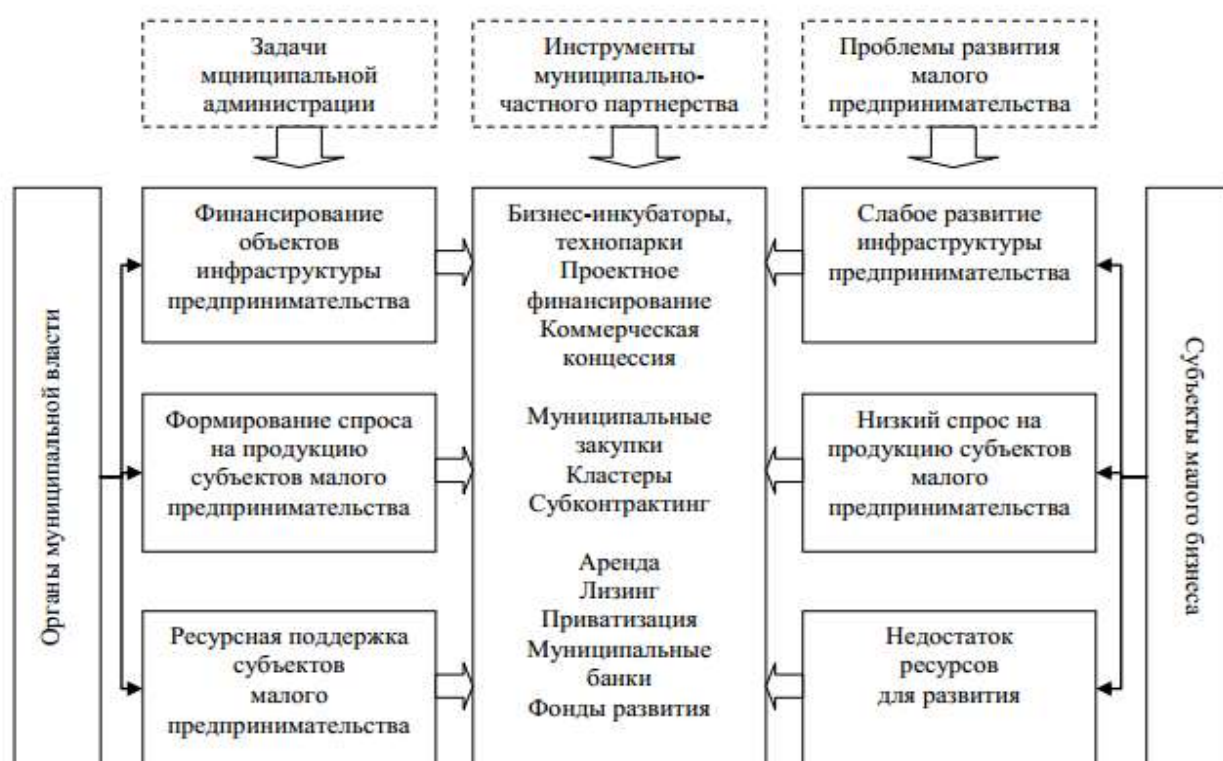 Задачи
мциниципальной
администрации
Инструменты
муниципально-
частного партнерства
Проблемы развития
малого
предпринимательства
Органы муниципальной власти
Финансирование
объектов
инфраструктуры
предпринимательства
Формирование спроса
на продукцию
субъектов малого
предпринимательства
Ресурсная поддержка
субъектов
малого
предпринимательства
Бизнес-инкубаторы,
технопарки
Проектное
финансирование
Коммерческая
концессия
Муниципальные
закупки
Кластеры
Субконтрактинг
Аренда
Лизинг
Приватизация
Муниципальные
банки
Фонды развития
Слабое развитие
инфраструктуры
предпринимательства
Низкий спрос на
продукцию субъектов
малого
предпринимательства
Недостаток
ресурсов
для развития
Субъекты малого бизнеса